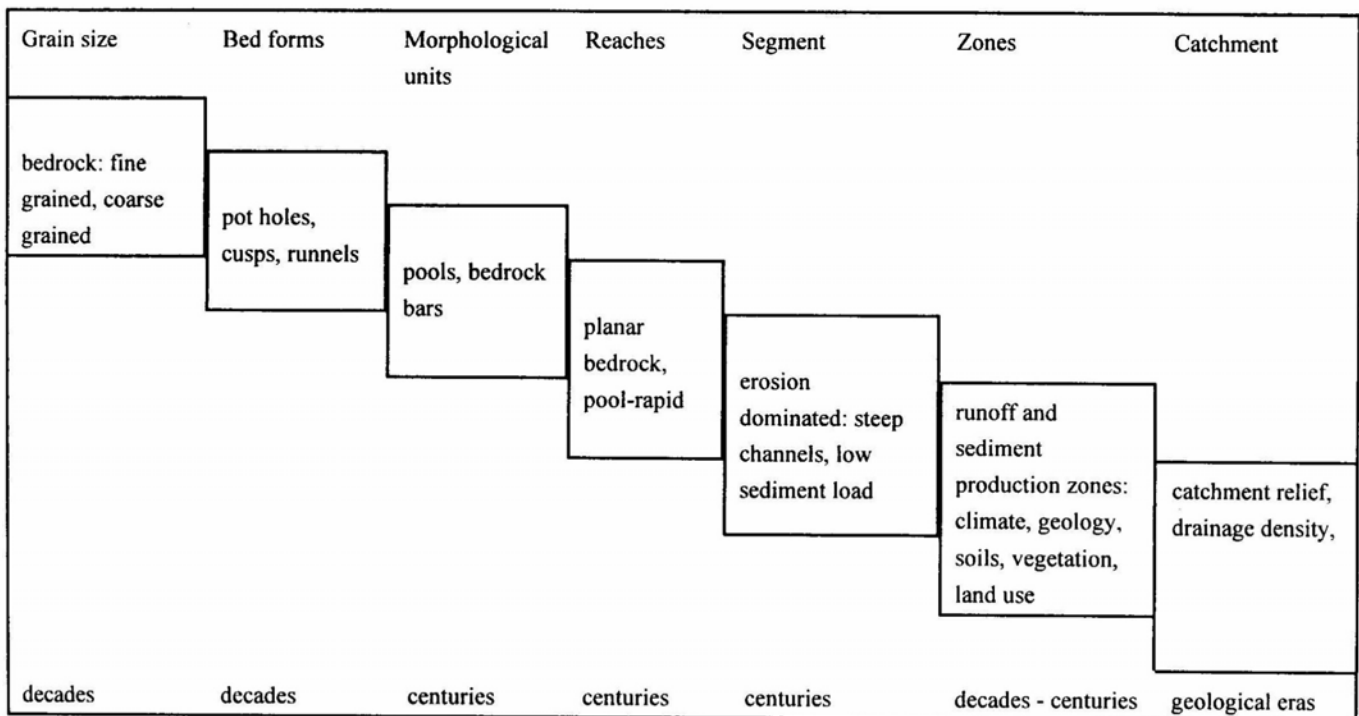 Grain size
Bed forms
Morphological
units
Reaches
Segment
Zones
Catchment
bedrock: fine
grained, coarse
grained
pot holes,
cusps, runnels
pools, bedrock
bars
planar
bedrock,
pool-rapid
erosion
dominated: steep
channels, low
sediment load
runoff and
sediment
production zones:
climate, geology,
soils, vegetation,
land use
catchment relief,
drainage density,
decades
decades
centuries
centuries
centuries
decades - centuries
geological eras